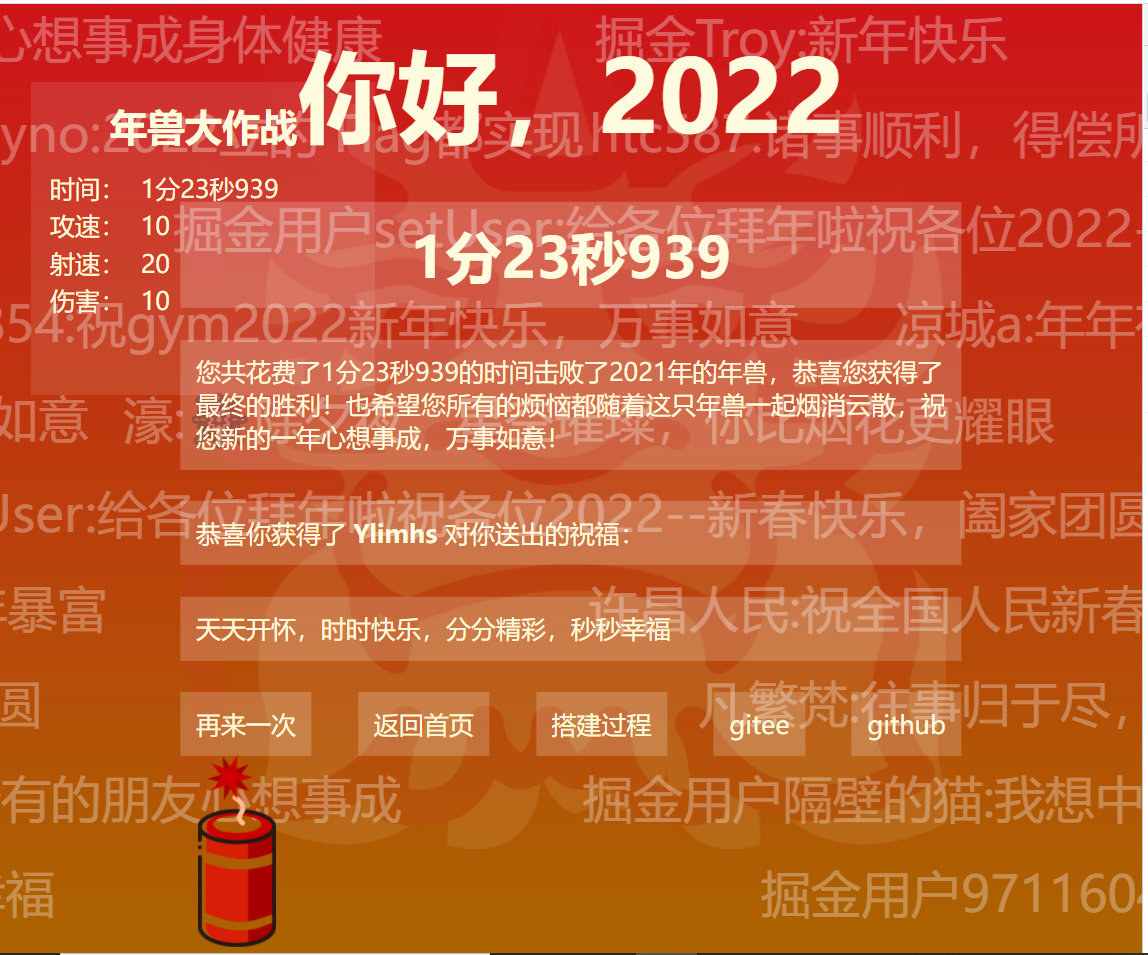 心想事成身体健康
掘金Troy:新年快乐
你好，2022
年兽大作战
都实现
htc587:诸事顺利，得偿所
时间： 1分23秒939
攻速： 10
射速： 20
伤害： 10
掘金用户setUser:给各位拜年啦祝各位2022-
1分23秒939
354:祝gym2022新年快乐，万事如意
凉城a:年年
您共花费了1分23秒939的时间击败了2021年的年兽，恭喜您获得了
最终的胜利！也希望您所有的烦恼都随着这只年兽一起烟消云散，祝
您新的一年心想事成，万事如意！
如意
濠:
璀璨，你比烟花更耀眼
User:给各位拜年啦祝各位2022--新春快乐，阖家团圆
恭喜你获得了 Ylimhs 对你送出的祝福：
暴富
许昌人民:祝全国人民新春
天天开怀，时时快乐，分分精彩，秒秒幸福
圆
凡繁梵:往事归于尽，
再来一次 返回首页 搭建过程 gitee github
有的朋友心想事成
掘金用户隔壁的猫:我想中
幸福
掘金用户9711604